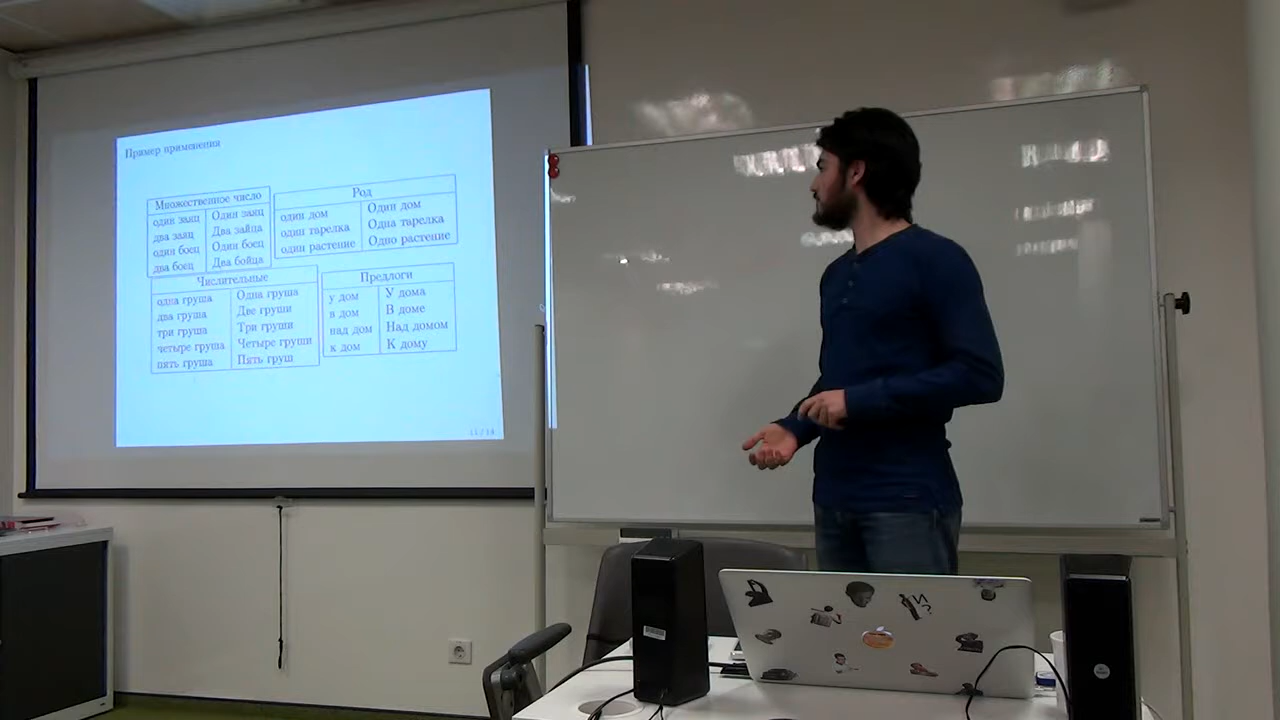 Пример применения
Множественное число
один заяц Один заяц
два заяц Два зайца
один боец Один боец
два боец Два бойца
Род
один дом Один дом
один тарелка Одна тарелка
один растение Одно растение
Числительные
одна груша Одна груша
два груша Две груши
три груша Три груши
четыре груша Четыре груши
пять груша Пять груш
Предлоги
у дом У дома
в дом В доме
над дом Над домом
к дом К дому
И?